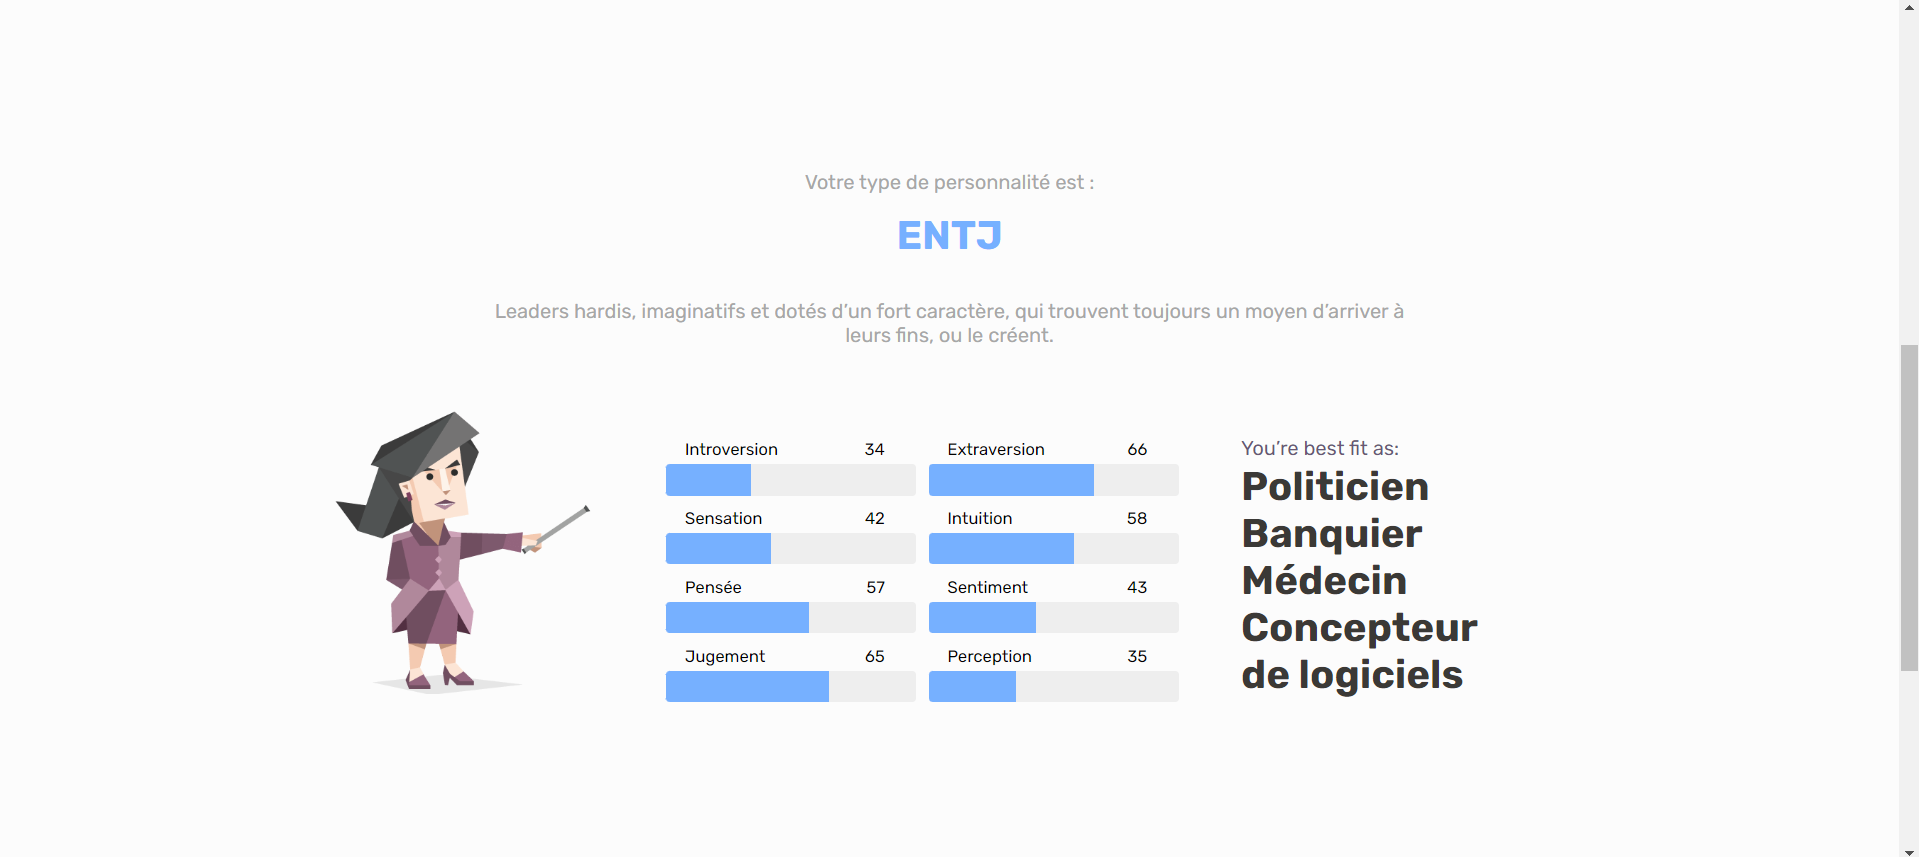 Votre type de personnalité est :
ENTJ
Leaders hardis, imaginatifs et dotés d’un fort caractère, qui trouvent toujours un moyen d’arriver à
leurs fins, ou le créent.
Introversion 34
Extraversion 66
Sensation 42
Intuition 58
Pensée 57
Sentiment 43
Jugement 65
Perception 35
You’re best fit as:
Politicien
Banquier
Médecin
Concepteur
de logiciels